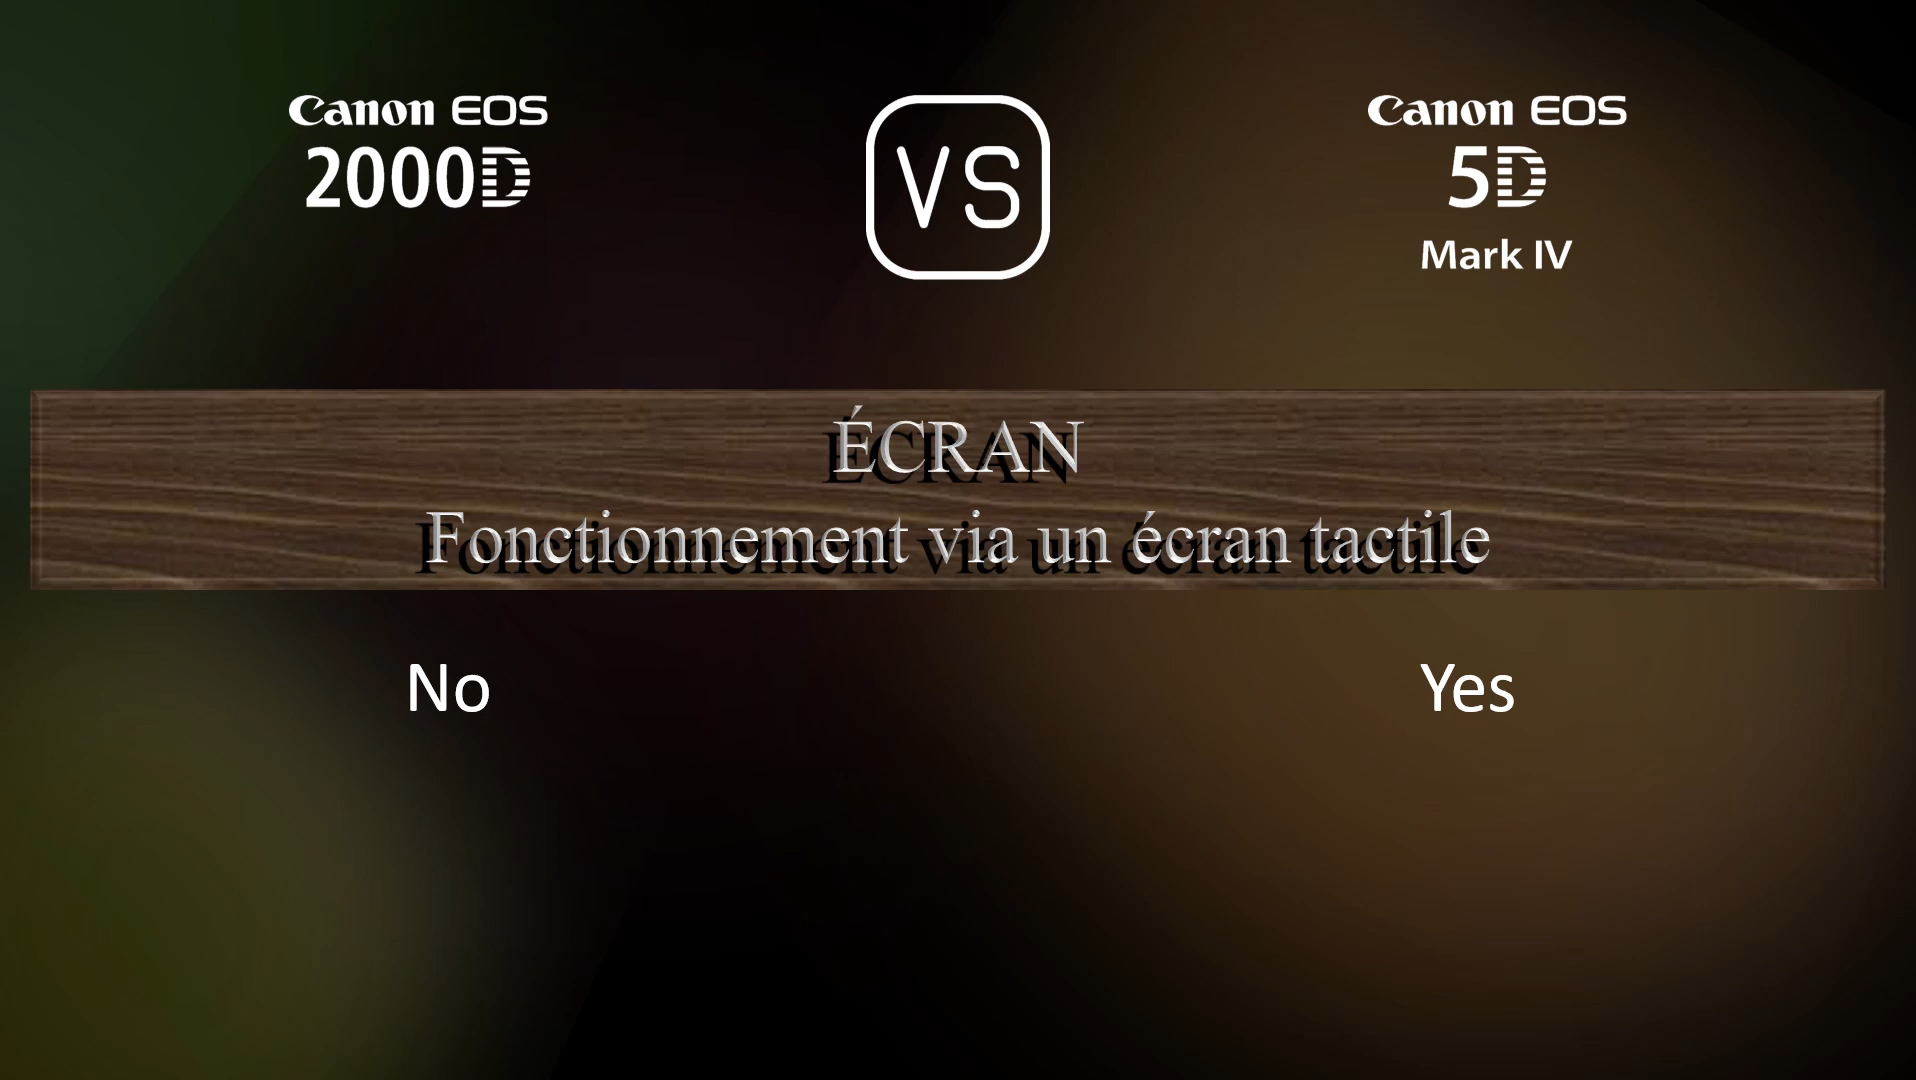 Canon EOS
2000D
VS
Canon EOS
5D
Mark IV
ÉCRAN
Fonctionnement via un écran tactile
No
Yes